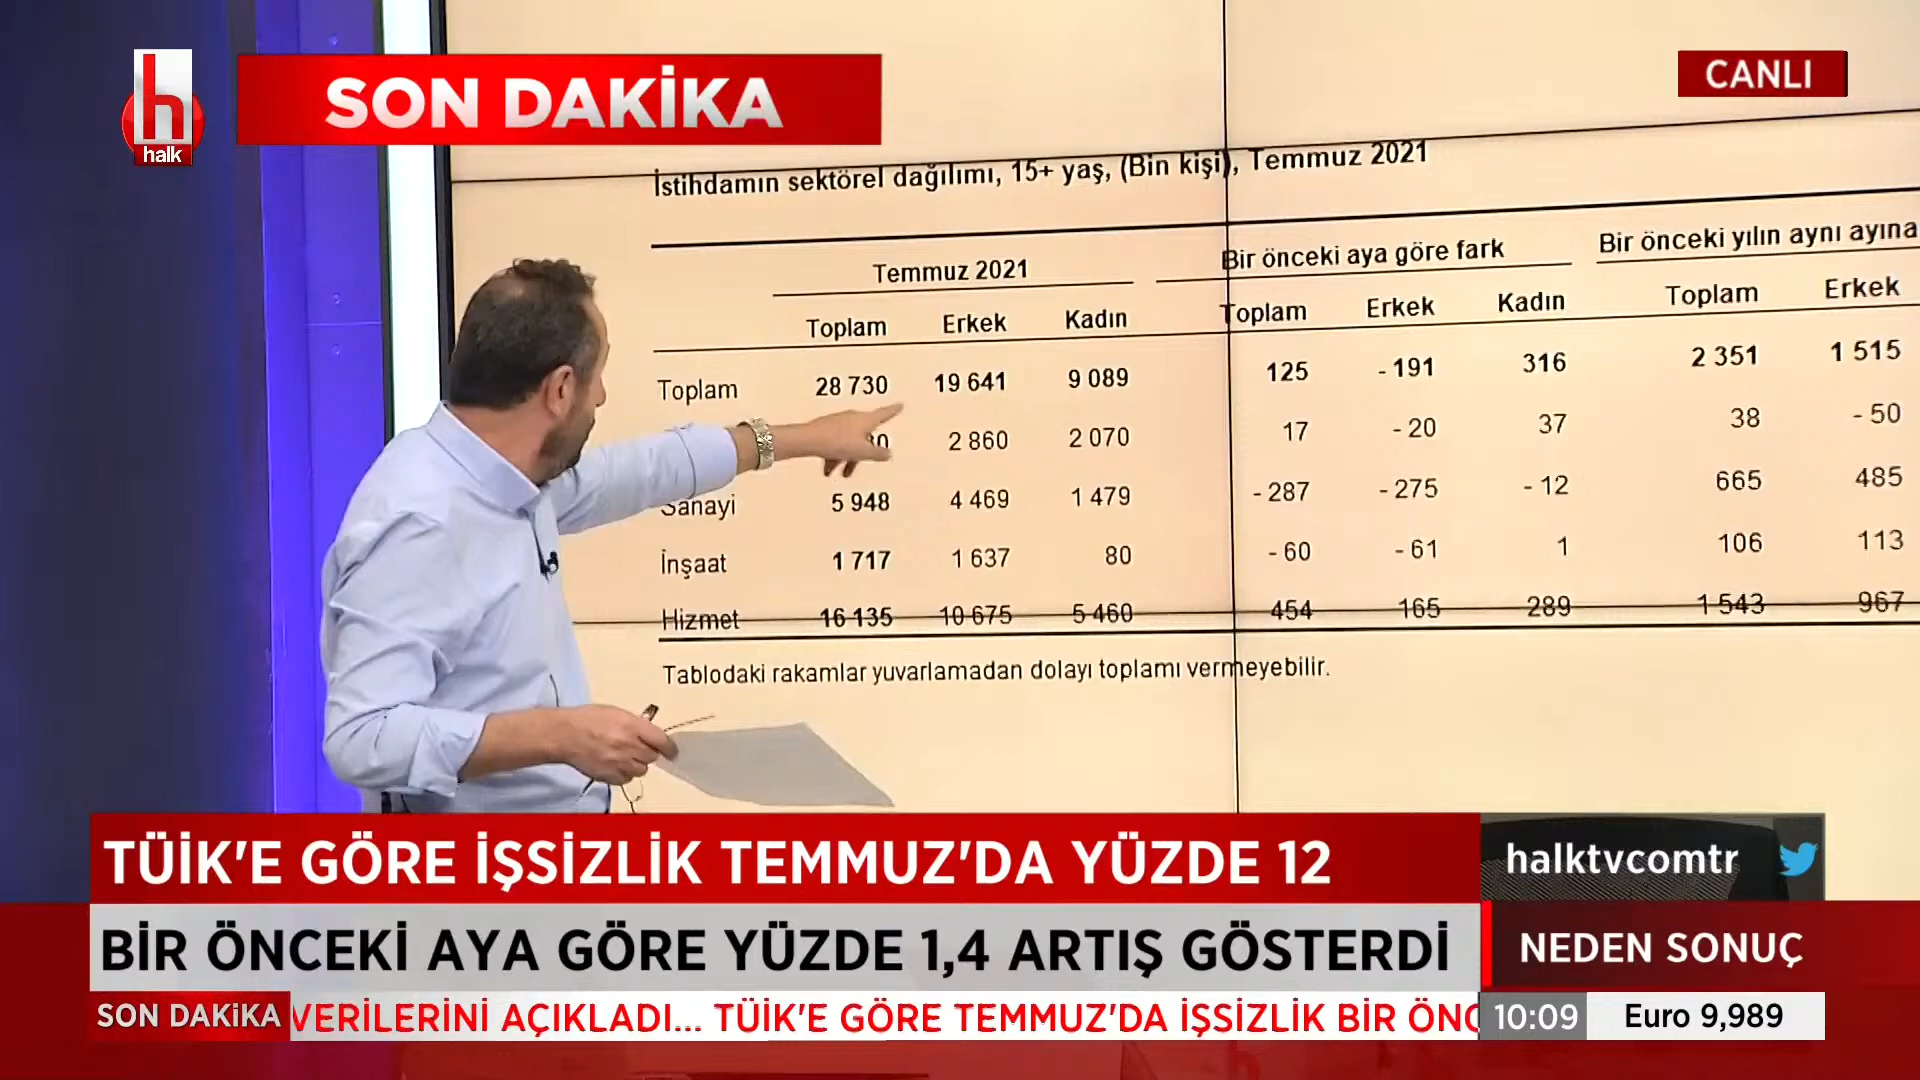 h
halk
SON DAKİKA
CANLI
İstihdamın sektörel dağılımı, 15+ yaş, (Bin kişi), Temmuz 2021
Temmuz 2021 Bir önceki aya göre fark Bir önceki yılın aynı ayına
Toplam Erkek Kadın Toplam Erkek Kadın Toplam Erkek
Toplam 28 730 19 641 9 089 125 - 191 316 2 351 1 515
2 860 2 070 17 - 20 37 38 - 50
Sanayi 5 948 4 469 1 479 - 287 - 275 - 12 665 485
İnşaat 1 717 1 637 80 - 60 - 61 1 106 113
Hizmet 16 135 10 675 5 460 454 165 289 1 543 967
Tablodaki rakamlar yuvarlamadan dolayı toplamı vermeyebilir.
TÜİK'E GÖRE İŞSİZLİK TEMMUZ'DA YÜZDE 12
halktvcomtr
BİR ÖNCEKİ AYA GÖRE YÜZDE 1,4 ARTIŞ GÖSTERDİ
NEDEN SONUÇ
SON DAKİKA VERİLERİNİ AÇIKLADI... TÜİK'E GÖRE TEMMUZ'DA İŞSİZLİK BİR ÖNC
10:09 Euro 9,989